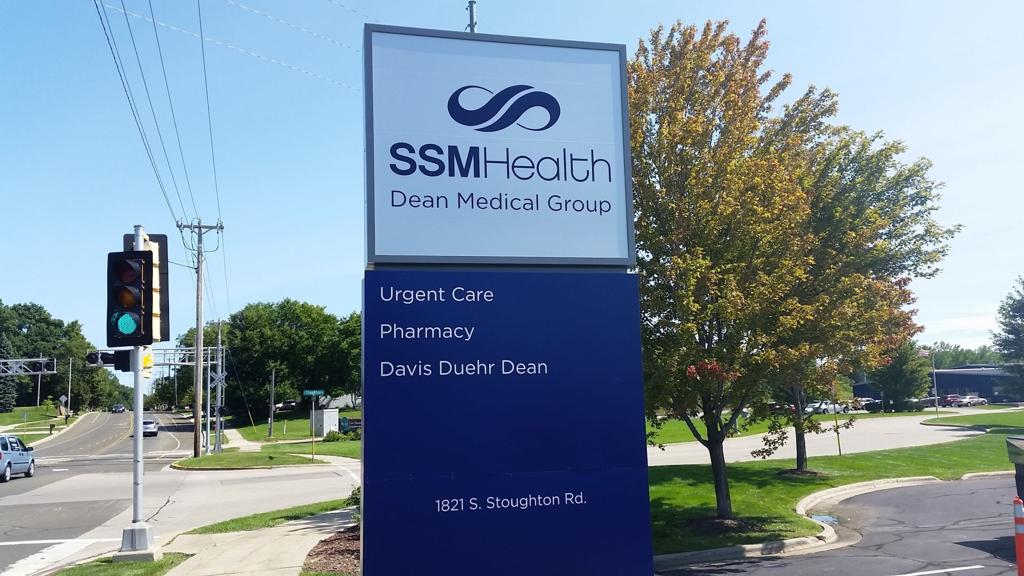 SSMHealth
Dean Medical Group
Urgent Care
Pharmacy
Davis Duehr Dean
1821 S. Stoughton Rd.